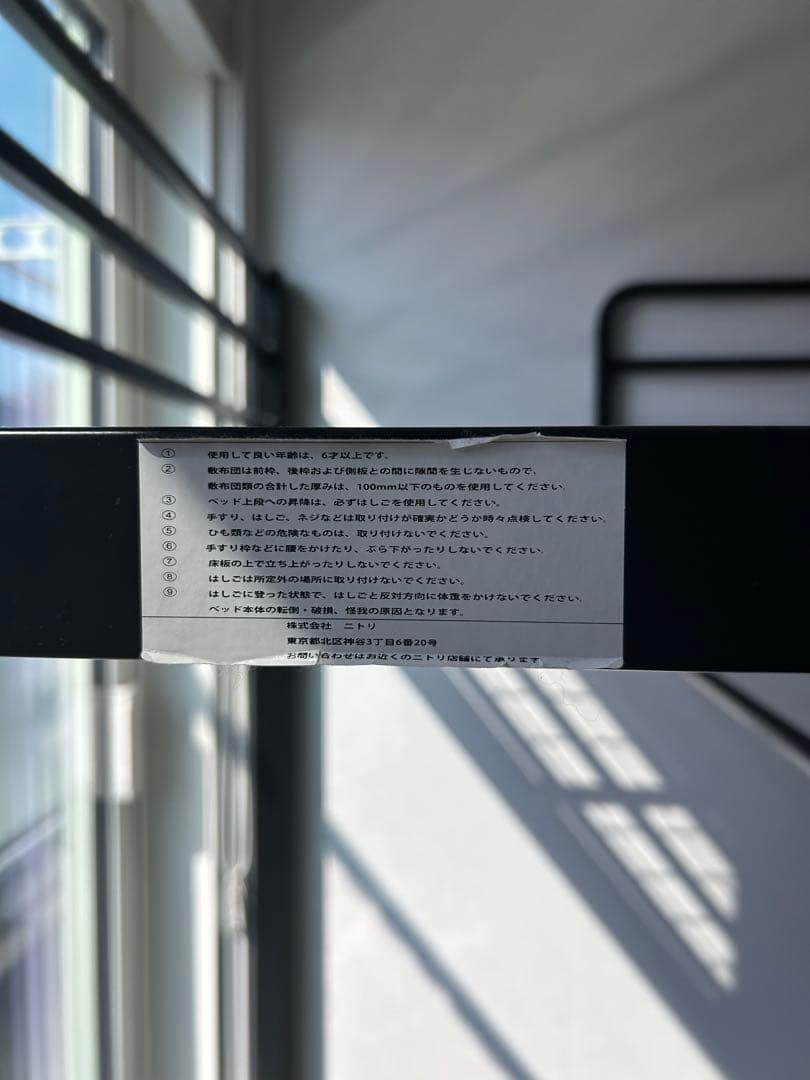 ① 使用して良い年齢は、6才以上です。
② 敷布団は前枠、後枠および側板との間に隙間を生じないもので、
敷布団類の合計した厚みは、100mm以下のものを使用してください。
③ ベッド上段への昇降は、必ずはしごを使用してください。
④ 手すり、はしご、ネジなどは取り付けが確実かどうか時々点検してください。
⑤ ひも類などの危険なものは、取り付けないでください。
⑥ 手すり枠などに腰をかけたり、ぶら下がったりしないでください。
⑦ 床板の上で立ち上がったりしないでください。
⑧ はしごは所定外の場所に取り付けないでください。
⑨ はしごに登った状態で、はしごと反対方向に体重をかけないでください。
ベッド本体の転倒・破損、怪我の原因となります。
株式会社 ニトリ
東京都北区神谷3丁目6番20号
お問い合わせはお近くのニトリ店舗にて承ります。